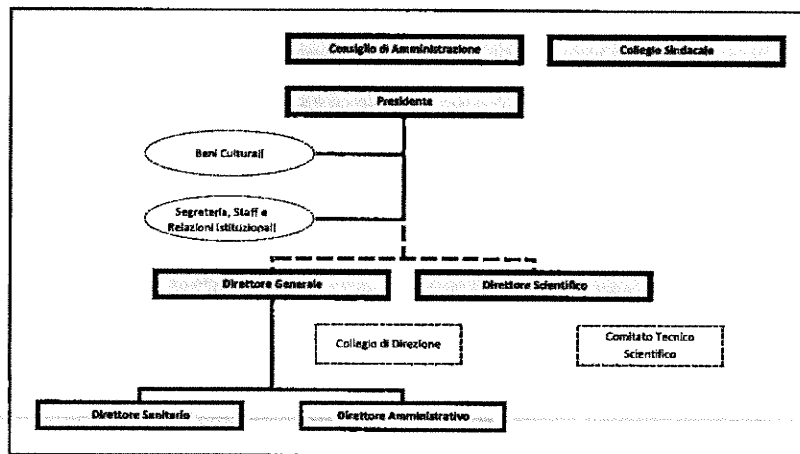 Consiglio di Amministrazione
Collegio Sindacale
Presidente
Beni Culturali
Segreteria, Staff e
Relazioni Istituzionali
Direttore Generale
Direttore Scientifico
Collegio di Direzione
Comitato Tecnico
Scientifico
Direttore Sanitario
Direttore Amministrativo